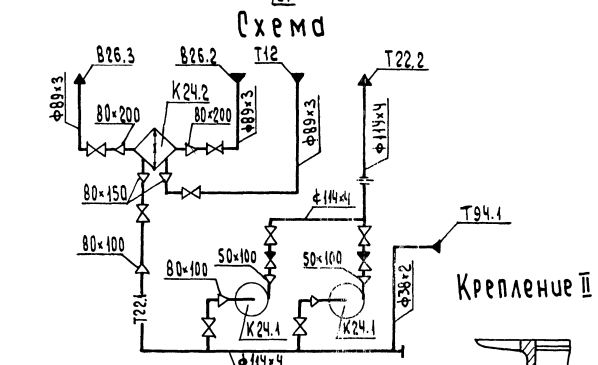 Схема
В26.3
В26.2
Т12
Т22.2
К24.2
ф89×3
80×200
80×200
ф89×3
ф89×3
ф114×4
80×150
ф114×4
Т94.1
80×100
50×100
50×100
80×100
ф38×2
Крепление II
Т22.1
К24.1
К24.1
ф114×4